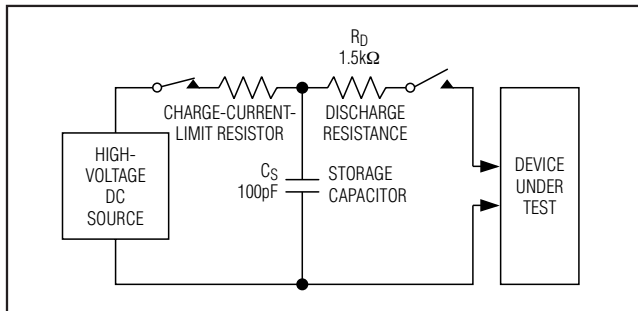 R_D
1.5kΩ
CHARGE-CURRENT-
LIMIT RESISTOR
DISCHARGE
RESISTANCE
HIGH-
VOLTAGE
DC
SOURCE
C_S
100pF
STORAGE
CAPACITOR
DEVICE
UNDER
TEST